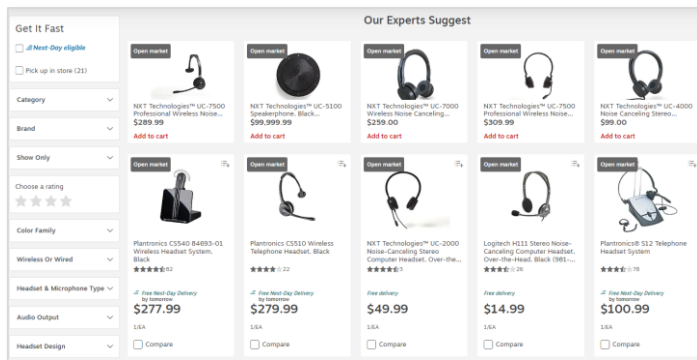 Get It Fast
Next-Day eligible
Pick up in store (21)
Category
Brand
Show Only
Choose a rating
Color Family
Wireless Or Wired
Headset & Microphone Type
Audio Output
Headset Design
Our Experts Suggest
Open market
NXT Technologies™ UC-7500
Professional Wireless Noise...
$289.99
Add to cart
Open market
NXT Technologies™ UC-5100
Speakerphone, Black...
$92,999.99
Add to cart
Open market
NXT Technologies™ UC-7000
Wireless Noise Canceling...
$259.00
Add to cart
Open market
NXT Technologies™ UC-7500
Professional Wireless Noise...
$309.99
Add to cart
Open market
NXT Technologies™ UC-4000
Noise Canceling Stereo...
$99.00
Add to cart
Open market
Plantronics CS540 84693-01
Wireless Headset System,
Black
62
Free Next-Day Delivery
by tomorrow
$277.99
1/EA
Compare
Open market
Plantronics CS510 Wireless
Telephone Headset, Black
22
Free Next-Day Delivery
by tomorrow
$279.99
1/EA
Compare
Open market
NXT Technologies™ UC-2000
Noise-Canceling Stereo
Computer Headset, Over-the...
3
Free delivery
$49.99
1/EA
Compare
Open market
Logitech H111 Stereo Noise-
Canceling Computer Headset,
Over-the-Head, Black (981-...
26
Free delivery
$14.99
1/EA
Compare
Open market
Plantronics® S12 Telephone
Headset System
78
Free Next-Day Delivery
by tomorrow
$100.99
1/EA
Compare